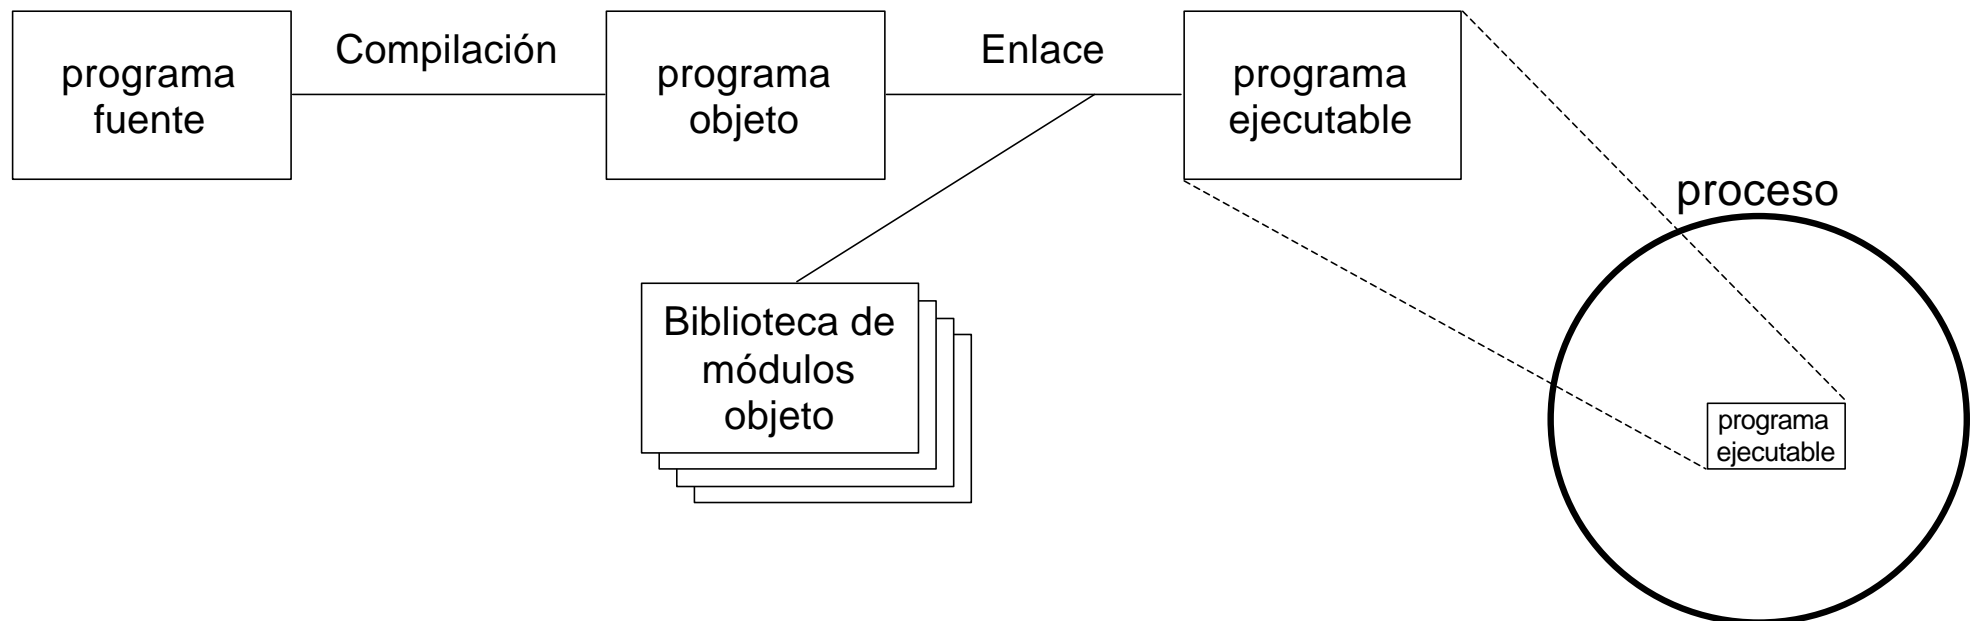 programa
fuente
Compilación
programa
objeto
Enlace
programa
ejecutable
Biblioteca de
módulos
objeto
proceso
programa
ejecutable